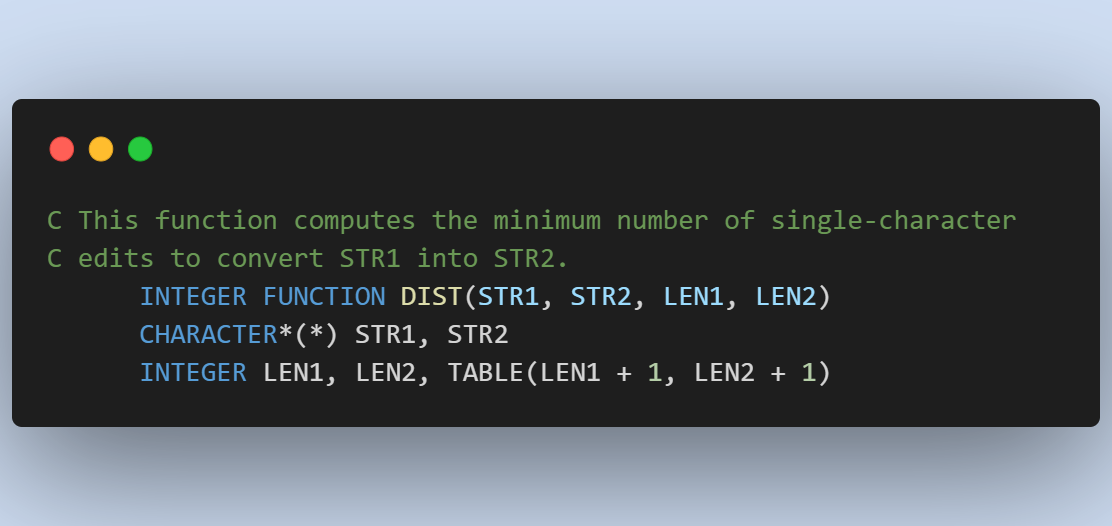 C This function computes the minimum number of single-character
C edits to convert STR1 into STR2.
      INTEGER FUNCTION DIST(STR1, STR2, LEN1, LEN2)
      CHARACTER*(*) STR1, STR2
      INTEGER LEN1, LEN2, TABLE(LEN1 + 1, LEN2 + 1)